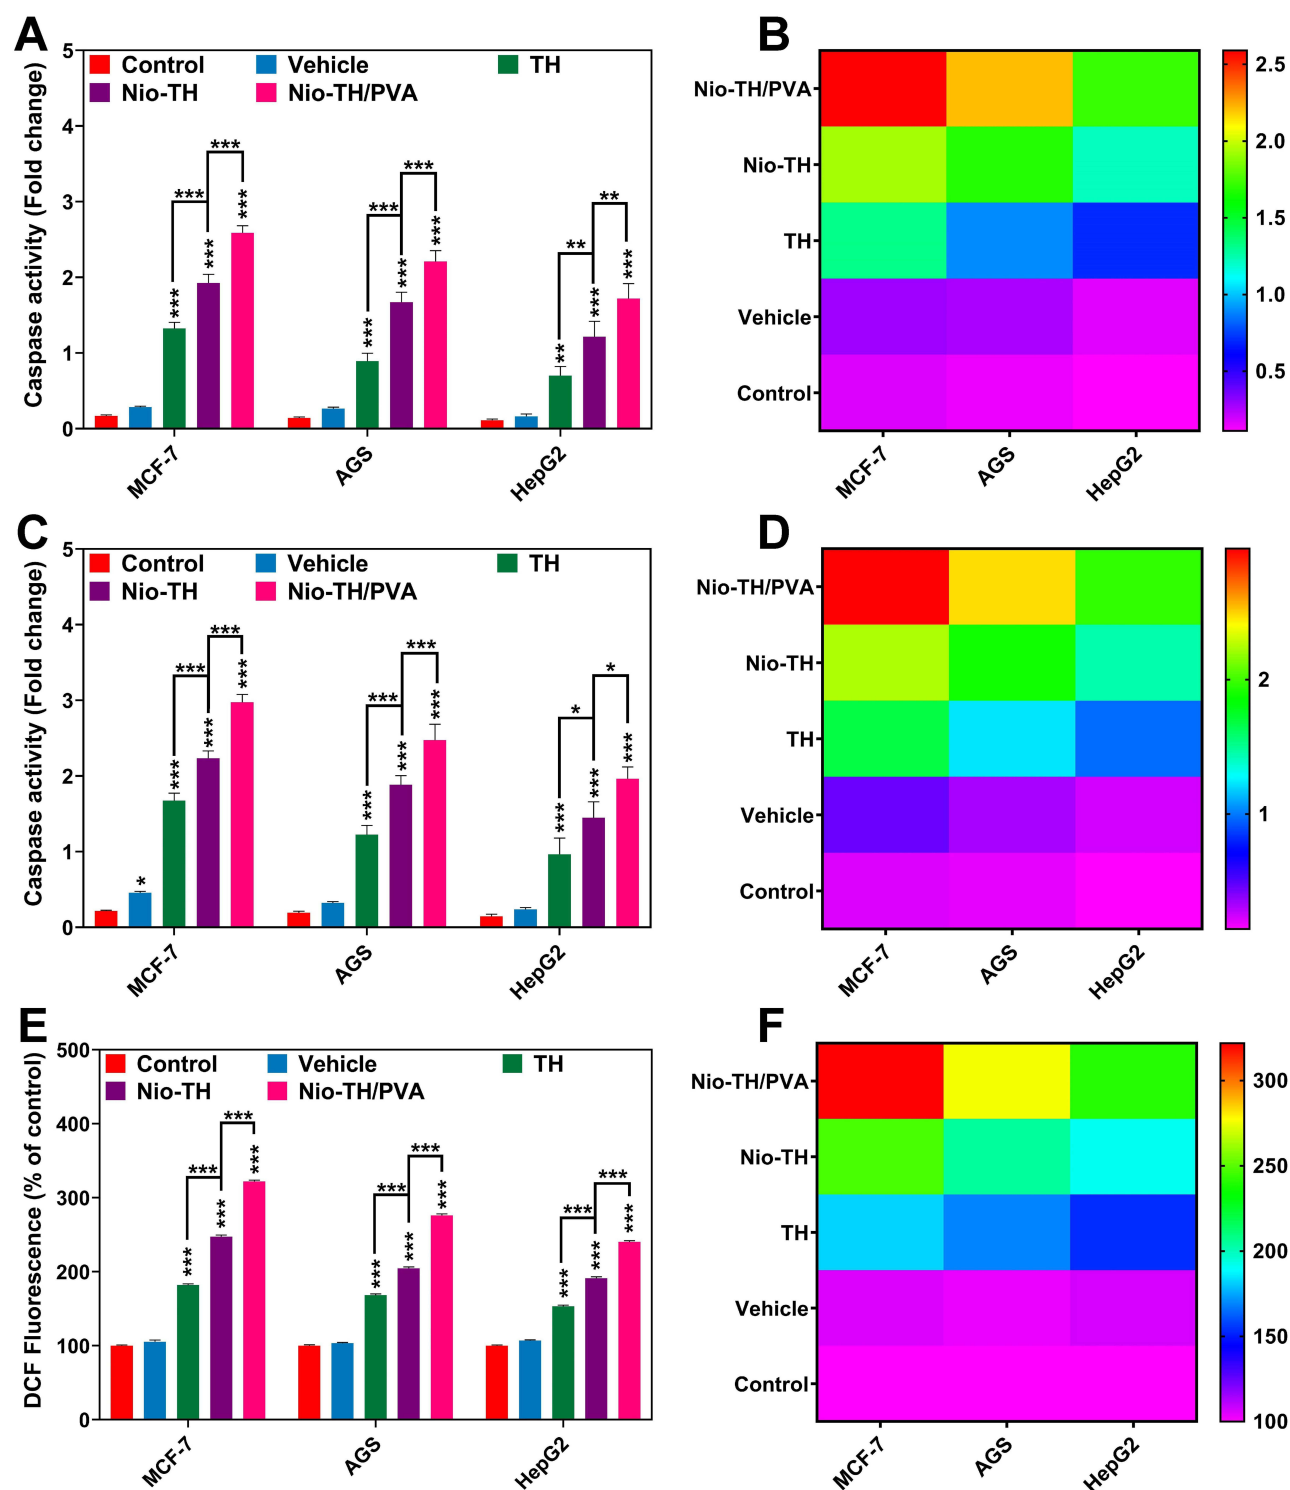 A
Caspase activity (Fold change)
5
4
3
2
1
0
Control
Vehicle
TH
Nio-TH
Nio-TH/PVA
*** *** *** *** ***
*** *** *** *** ***
** *** *** ** **
MCF-7
AGS
HepG2
B
Nio-TH/PVA
Nio-TH
TH
Vehicle
Control
MCF-7
AGS
HepG2
2.5
2.0
1.5
1.0
0.5
C
Caspase activity (Fold change)
5
4
3
2
1
0
Control
Vehicle
TH
Nio-TH
Nio-TH/PVA
* *** *** *** *** ***
*** *** *** *** ***
*** *** *** * *
MCF-7
AGS
HepG2
D
Nio-TH/PVA
Nio-TH
TH
Vehicle
Control
MCF-7
AGS
HepG2
2
1
E
DCF Fluorescence (% of control)
500
400
300
200
100
0
Control
Vehicle
TH
Nio-TH
Nio-TH/PVA
*** *** *** *** ***
*** *** *** *** ***
*** *** *** *** ***
MCF-7
AGS
HepG2
F
Nio-TH/PVA
Nio-TH
TH
Vehicle
Control
MCF-7
AGS
HepG2
300
250
200
150
100